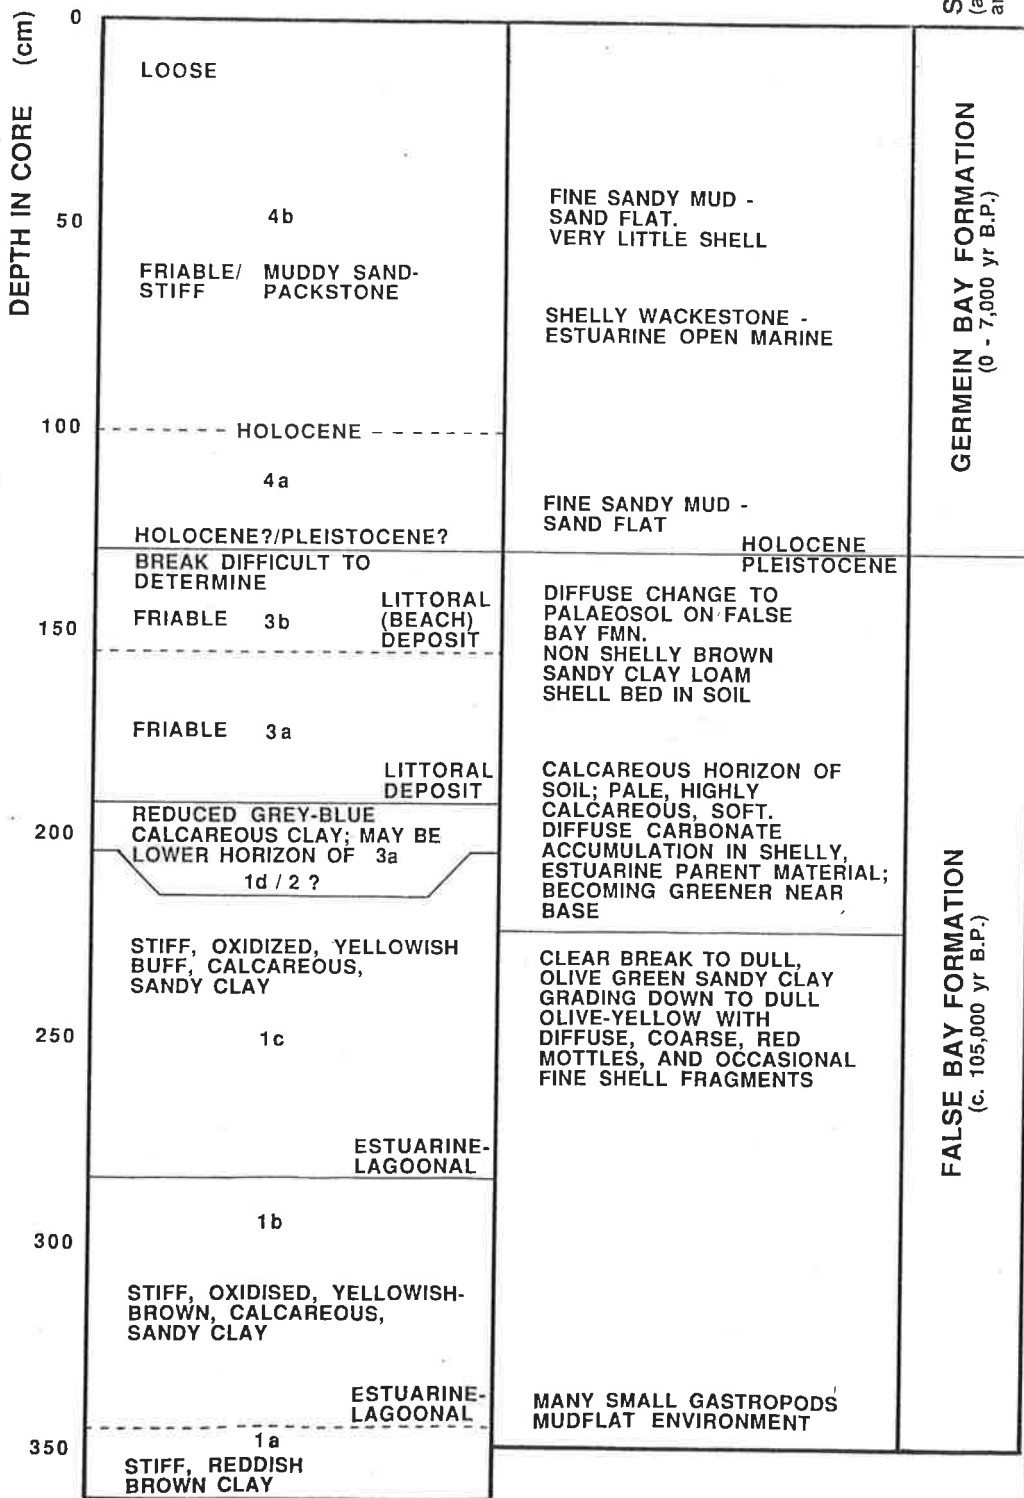 DEPTH IN CORE (cm)
0
50
100
150
200
250
300
350
LOOSE
4b
FRIABLE/ MUDDY SAND-
STIFF PACKSTONE
HOLOCENE
4a
HOLOCENE?/PLEISTOCENE?
BREAK DIFFICULT TO
DETERMINE
LITTORAL
FRIABLE 3b (BEACH)
DEPOSIT
FRIABLE 3a
LITTORAL
DEPOSIT
REDUCED GREY-BLUE
CALCAREOUS CLAY; MAY BE
LOWER HORIZON OF 3a
1d / 2 ?
STIFF, OXIDIZED, YELLOWISH
BUFF, CALCAREOUS,
SANDY CLAY
1c
ESTUARINE-
LAGOONAL
1b
STIFF, OXIDISED, YELLOWISH-
BROWN, CALCAREOUS,
SANDY CLAY
ESTUARINE-
LAGOONAL
1a
STIFF, REDDISH
BROWN CLAY
FINE SANDY MUD -
SAND FLAT.
VERY LITTLE SHELL
SHELLY WACKESTONE -
ESTUARINE OPEN MARINE
FINE SANDY MUD -
SAND FLAT
HOLOCENE
PLEISTOCENE
DIFFUSE CHANGE TO
PALAEOSOL ON FALSE
BAY FMN.
NON SHELLY BROWN
SANDY CLAY LOAM
SHELL BED IN SOIL
CALCAREOUS HORIZON OF
SOIL; PALE, HIGHLY
CALCAREOUS, SOFT.
DIFFUSE CARBONATE
ACCUMULATION IN SHELLY,
ESTUARINE PARENT MATERIAL;
BECOMING GREENER NEAR
BASE
CLEAR BREAK TO DULL,
OLIVE GREEN SANDY CLAY
GRADING DOWN TO DULL
OLIVE-YELLOW WITH
DIFFUSE, COARSE, RED
MOTTLES, AND OCCASIONAL
FINE SHELL FRAGMENTS
MANY SMALL GASTROPODS
MUDFLAT ENVIRONMENT
GERMEIN BAY FORMATION
(0 - 7,000 yr B.P.)
FALSE BAY FORMATION
(c. 105,000 yr B.P.)